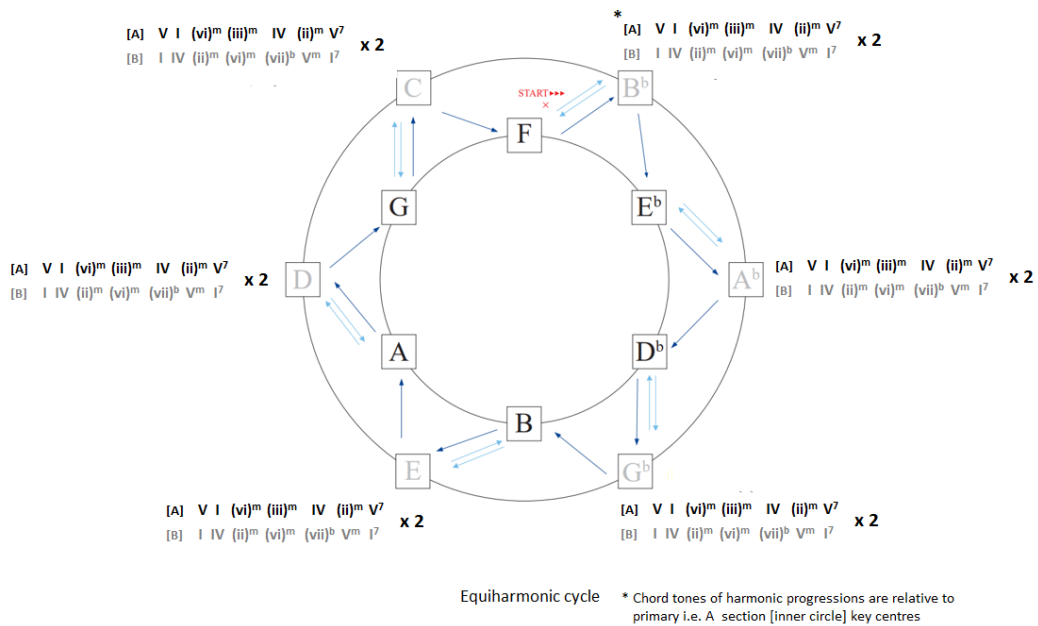 [A] V I (vi)ᵐ (iii)ᵐ IV (ii)ᵐ V⁷
[B] I IV (ii)ᵐ (vi)ᵐ (vii)ᵇ Vᵐ I⁷
x 2
*
[A] V I (vi)ᵐ (iii)ᵐ IV (ii)ᵐ V⁷
[B] I IV (ii)ᵐ (vi)ᵐ (vii)ᵇ Vᵐ I⁷
x 2
C
START►►►
×
Bᵇ
F
G
Eᵇ
[A] V I (vi)ᵐ (iii)ᵐ IV (ii)ᵐ V⁷
[B] I IV (ii)ᵐ (vi)ᵐ (vii)ᵇ Vᵐ I⁷
x 2
D
Aᵇ
[A] V I (vi)ᵐ (iii)ᵐ IV (ii)ᵐ V⁷
[B] I IV (ii)ᵐ (vi)ᵐ (vii)ᵇ Vᵐ I⁷
x 2
A
Dᵇ
B
E
Gᵇ
[A] V I (vi)ᵐ (iii)ᵐ IV (ii)ᵐ V⁷
[B] I IV (ii)ᵐ (vi)ᵐ (vii)ᵇ Vᵐ I⁷
x 2
[A] V I (vi)ᵐ (iii)ᵐ IV (ii)ᵐ V⁷
[B] I IV (ii)ᵐ (vi)ᵐ (vii)ᵇ Vᵐ I⁷
x 2
Equiharmonic cycle
* Chord tones of harmonic progressions are relative to
primary i.e. A section [inner circle] key centres